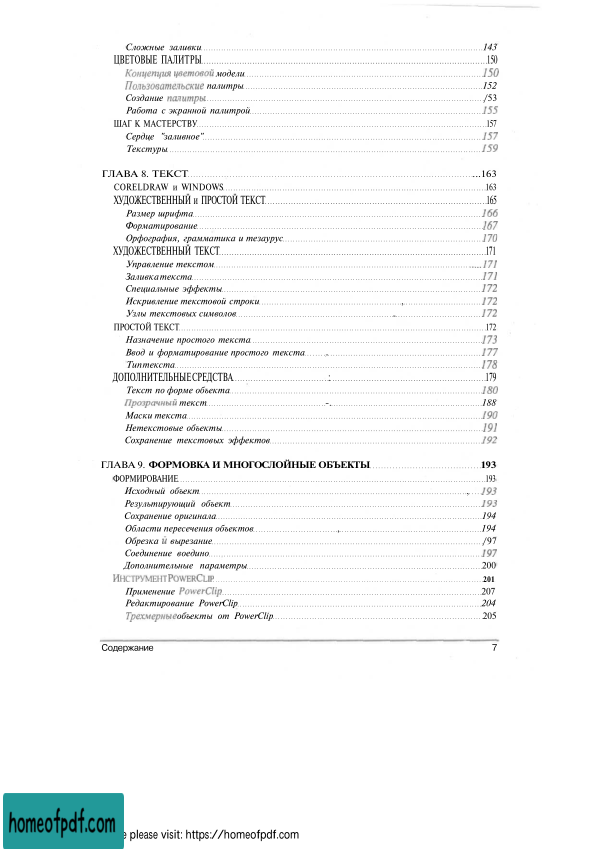 Сложные заливки 143
ЦВЕТОВЫЕ ПАЛИТРЫ 150
Концепция цветовой модели 150
Пользовательские палитры 152
Создание палитры /53
Работа с экранной палитрой 155
ШАГ К МАСТЕРСТВУ 157
Сердце "заливное" 157
Текстуры 159
ГЛАВА 8. ТЕКСТ 163
CORELDRAW и WINDOWS 163
ХУДОЖЕСТВЕННЫЙ и ПРОСТОЙ ТЕКСТ 165
Размер шрифта 166
Форматирование 167
Орфография, грамматика и тезаурус 170
ХУДОЖЕСТВЕННЫЙ ТЕКСТ 171
Управление текстом 171
Заливка текста 171
Специальные эффекты 172
Искривление текстовой строки 172
Узлы текстовых символов 172
ПРОСТОЙ ТЕКСТ 172
Назначение простого текста 173
Ввод и форматирование простого текста 177
Тип текста 178
ДОПОЛНИТЕЛЬНЫЕ СРЕДСТВА 179
Текст по форме объекта 180
Прозрачный текст 188
Маски текста 190
Нетекстовые объекты 191
Сохранение текстовых эффектов 192
ГЛАВА 9. ФОРМОВКА И МНОГОСЛОЙНЫЕ ОБЪЕКТЫ 193
ФОРМИРОВАНИЕ 193
Исходный объект 193
Результирующий объект 193
Сохранение оригинала 194
Области пересечения объектов 194
Обрезка и вырезание /97
Соединение воедино 197
Дополнительные параметры 200
ИНСТРУМЕНТ POWERCLIP 201
Применение PowerClip 207
Редактирование PowerClip 204
Трехмерные объекты от PowerClip 205
Содержание 7
homeofpdf.com
e please visit: https://homeofpdf.com